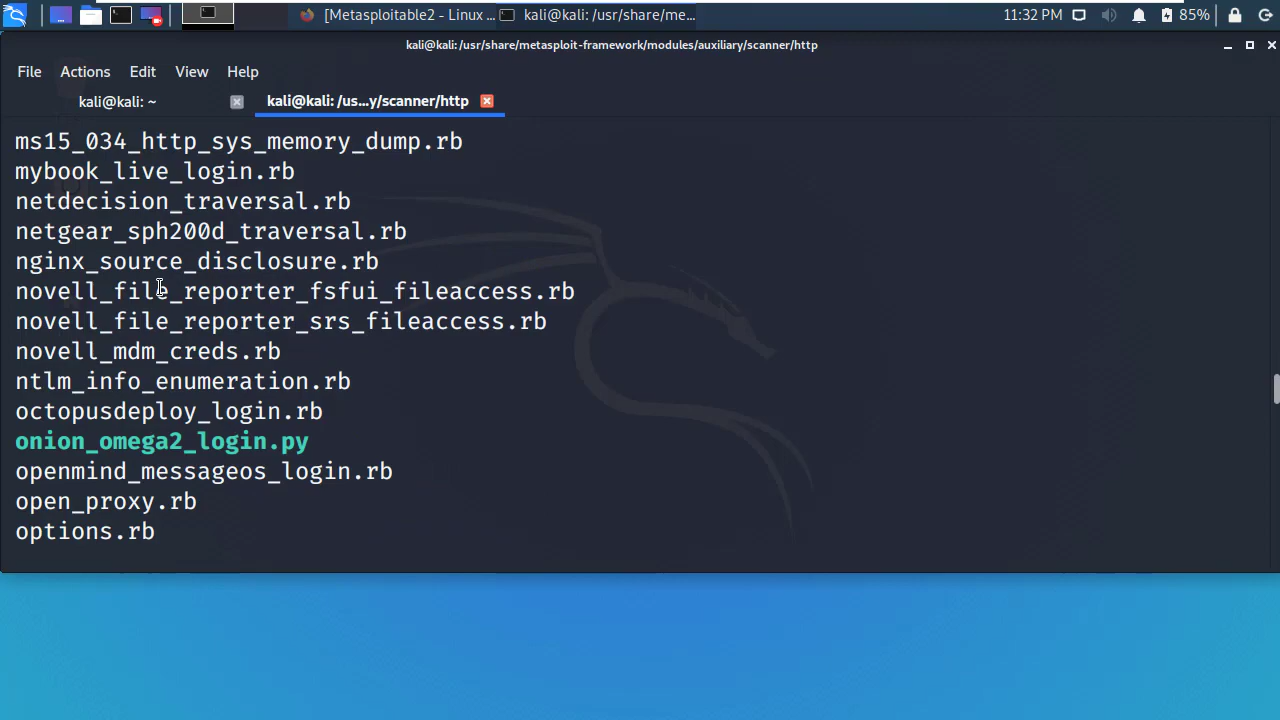 [Metasploitable2 - Linux ...
kali@kali: /usr/share/me...
11:32 PM
85%
kali@kali: /usr/share/metasploit-framework/modules/auxiliary/scanner/http
File Actions Edit View Help
kali@kali: ~
kali@kali: /us...y/scanner/http
ms15_034_http_sys_memory_dump.rb
mybook_live_login.rb
netdecision_traversal.rb
netgear_sph200d_traversal.rb
nginx_source_disclosure.rb
novell_file_reporter_fsfui_fileaccess.rb
novell_file_reporter_srs_fileaccess.rb
novell_mdm_creds.rb
ntlm_info_enumeration.rb
octopusdeploy_login.rb
onion_omega2_login.py
openmind_messageos_login.rb
open_proxy.rb
options.rb